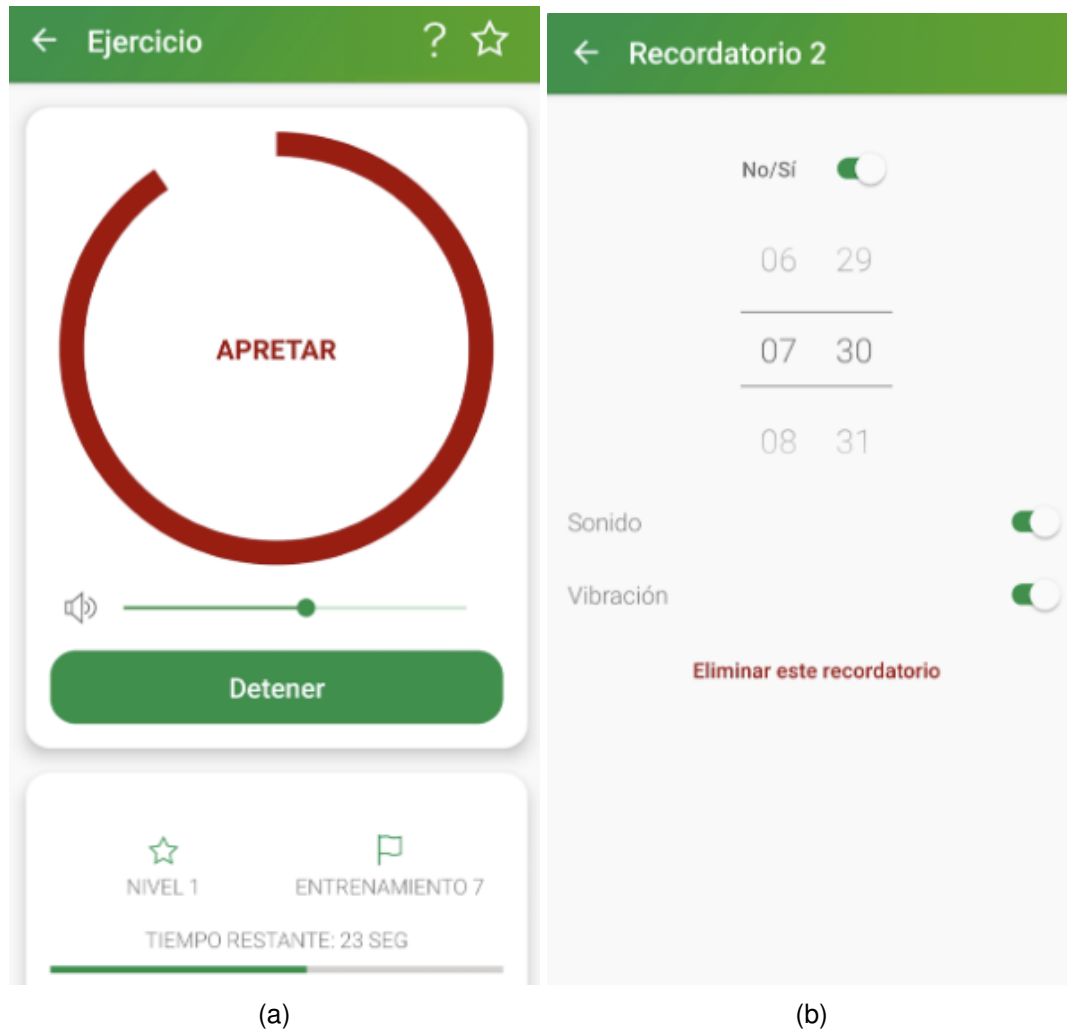 Ejercicio
APRETAR
Detener
NIVEL 1 ENTRENAMIENTO 7
TIEMPO RESTANTE: 23 SEG
(a)
Recordatorio 2
No/Sí
06 29
07 30
08 31
Sonido
Vibración
Eliminar este recordatorio
(b)